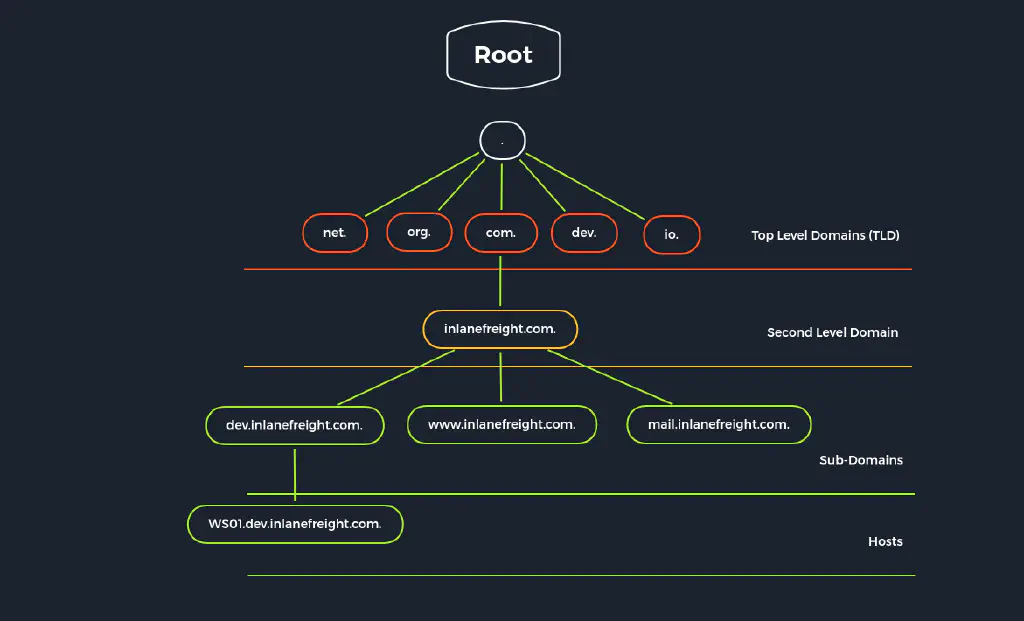 Root
.
net.
org.
com.
dev.
io.
Top Level Domains (TLD)
inlanefreight.com.
Second Level Domain
dev.inlanefreight.com.
www.inlanefreight.com.
mail.inlanefreight.com.
Sub-Domains
WS01.dev.inlanefreight.com.
Hosts